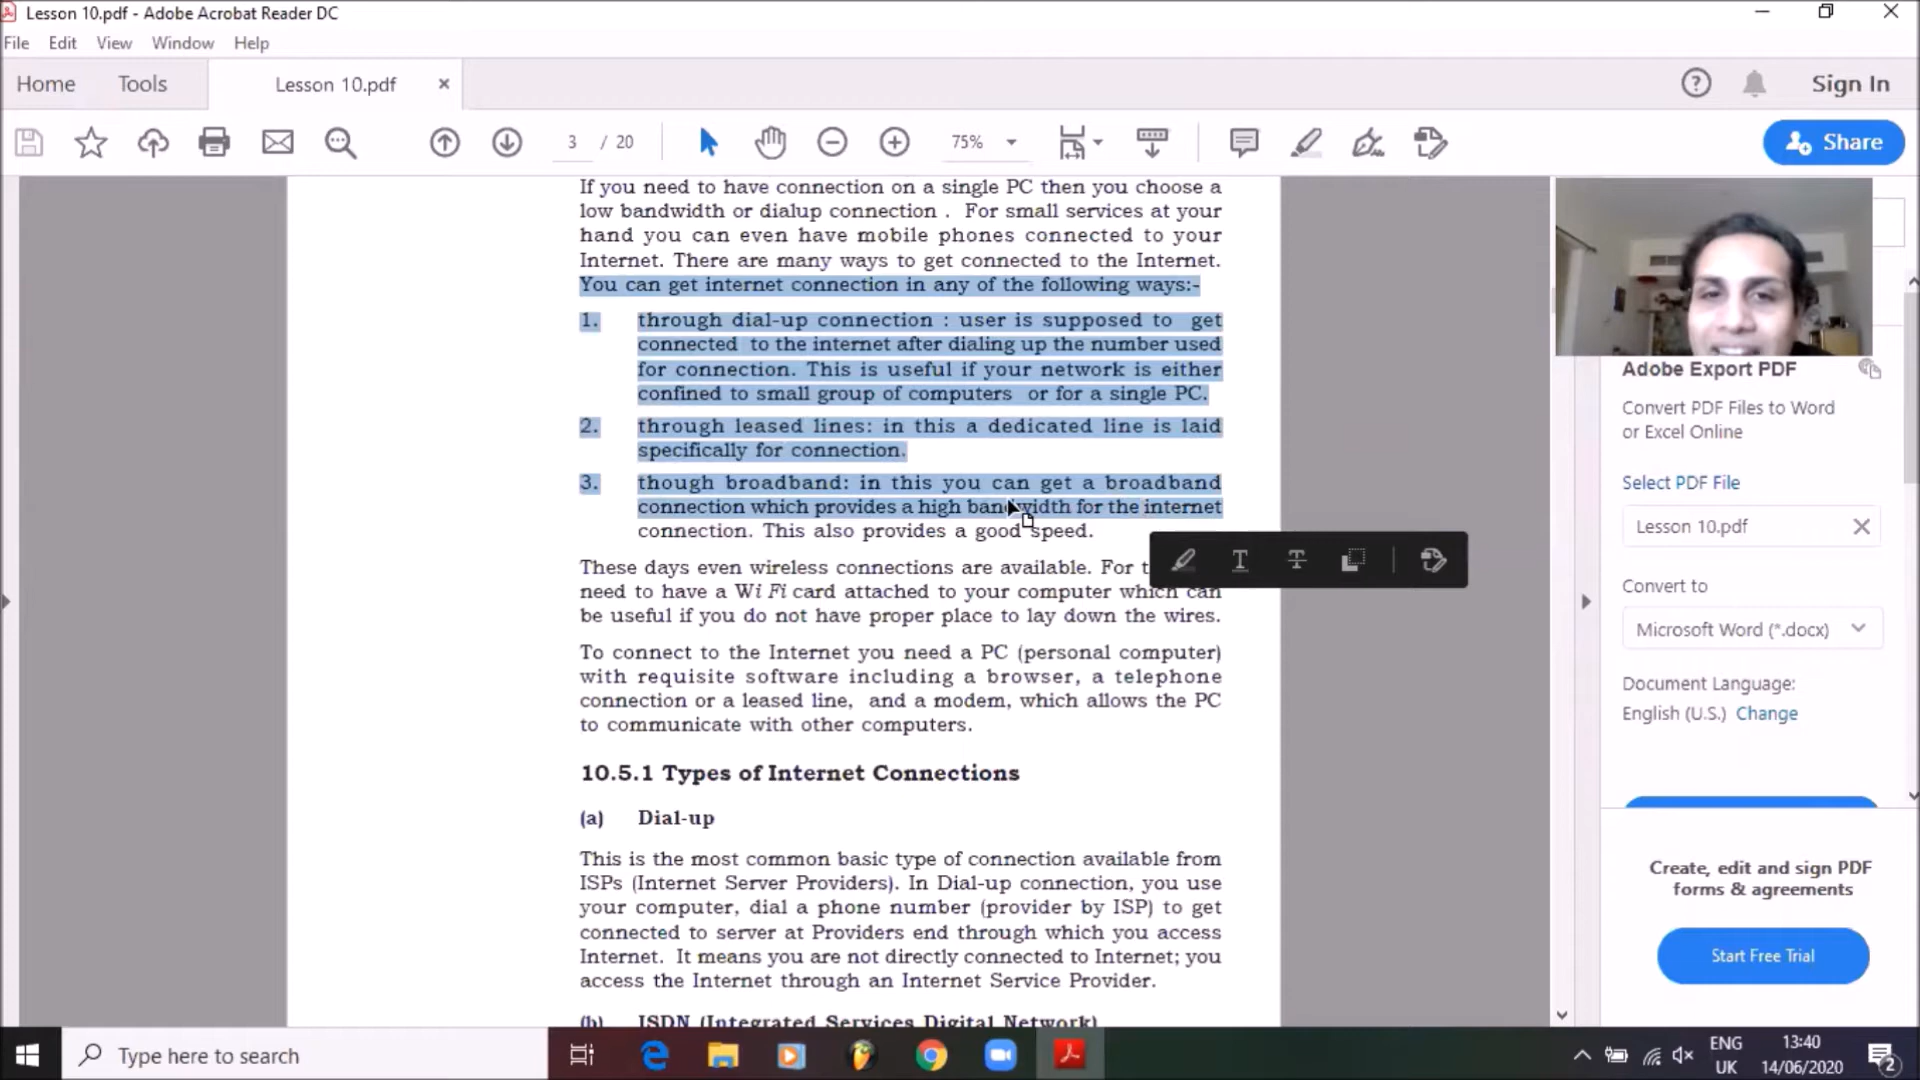 Lesson 10.pdf - Adobe Acrobat Reader DC
File Edit View Window Help
Home Tools Lesson 10.pdf Sign In
3 / 20 75% Share
If you need to have connection on a single PC then you choose a
low bandwidth or dialup connection . For small services at your
hand you can even have mobile phones connected to your
Internet. There are many ways to get connected to the Internet.
You can get internet connection in any of the following ways:-
1. through dial-up connection : user is supposed to get
connected to the internet after dialing up the number used
for connection. This is useful if your network is either
confined to small group of computers or for a single PC.
2. through leased lines: in this a dedicated line is laid
specifically for connection.
3. though broadband: in this you can get a broadband
connection which provides a high bandwidth for the internet
connection. This also provides a good speed.
These days even wireless connections are available. For
need to have a Wi Fi card attached to your computer which can
be useful if you do not have proper place to lay down the wires.
To connect to the Internet you need a PC (personal computer)
with requisite software including a browser, a telephone
connection or a leased line, and a modem, which allows the PC
to communicate with other computers.
10.5.1 Types of Internet Connections
(a) Dial-up
This is the most common basic type of connection available from
ISPs (Internet Server Providers). In Dial-up connection, you use
your computer, dial a phone number (provider by ISP) to get
connected to server at Providers end through which you access
Internet. It means you are not directly connected to Internet; you
access the Internet through an Internet Service Provider.
(b) ISDN (Integrated Services Digital Network)
Adobe Export PDF
Convert PDF Files to Word
or Excel Online
Select PDF File
Lesson 10.pdf
Convert to
Microsoft Word (*.docx)
Document Language:
English (U.S.) Change
Create, edit and sign PDF
forms & agreements
Start Free Trial
Type here to search
ENG
UK
13:40
14/06/2020
2